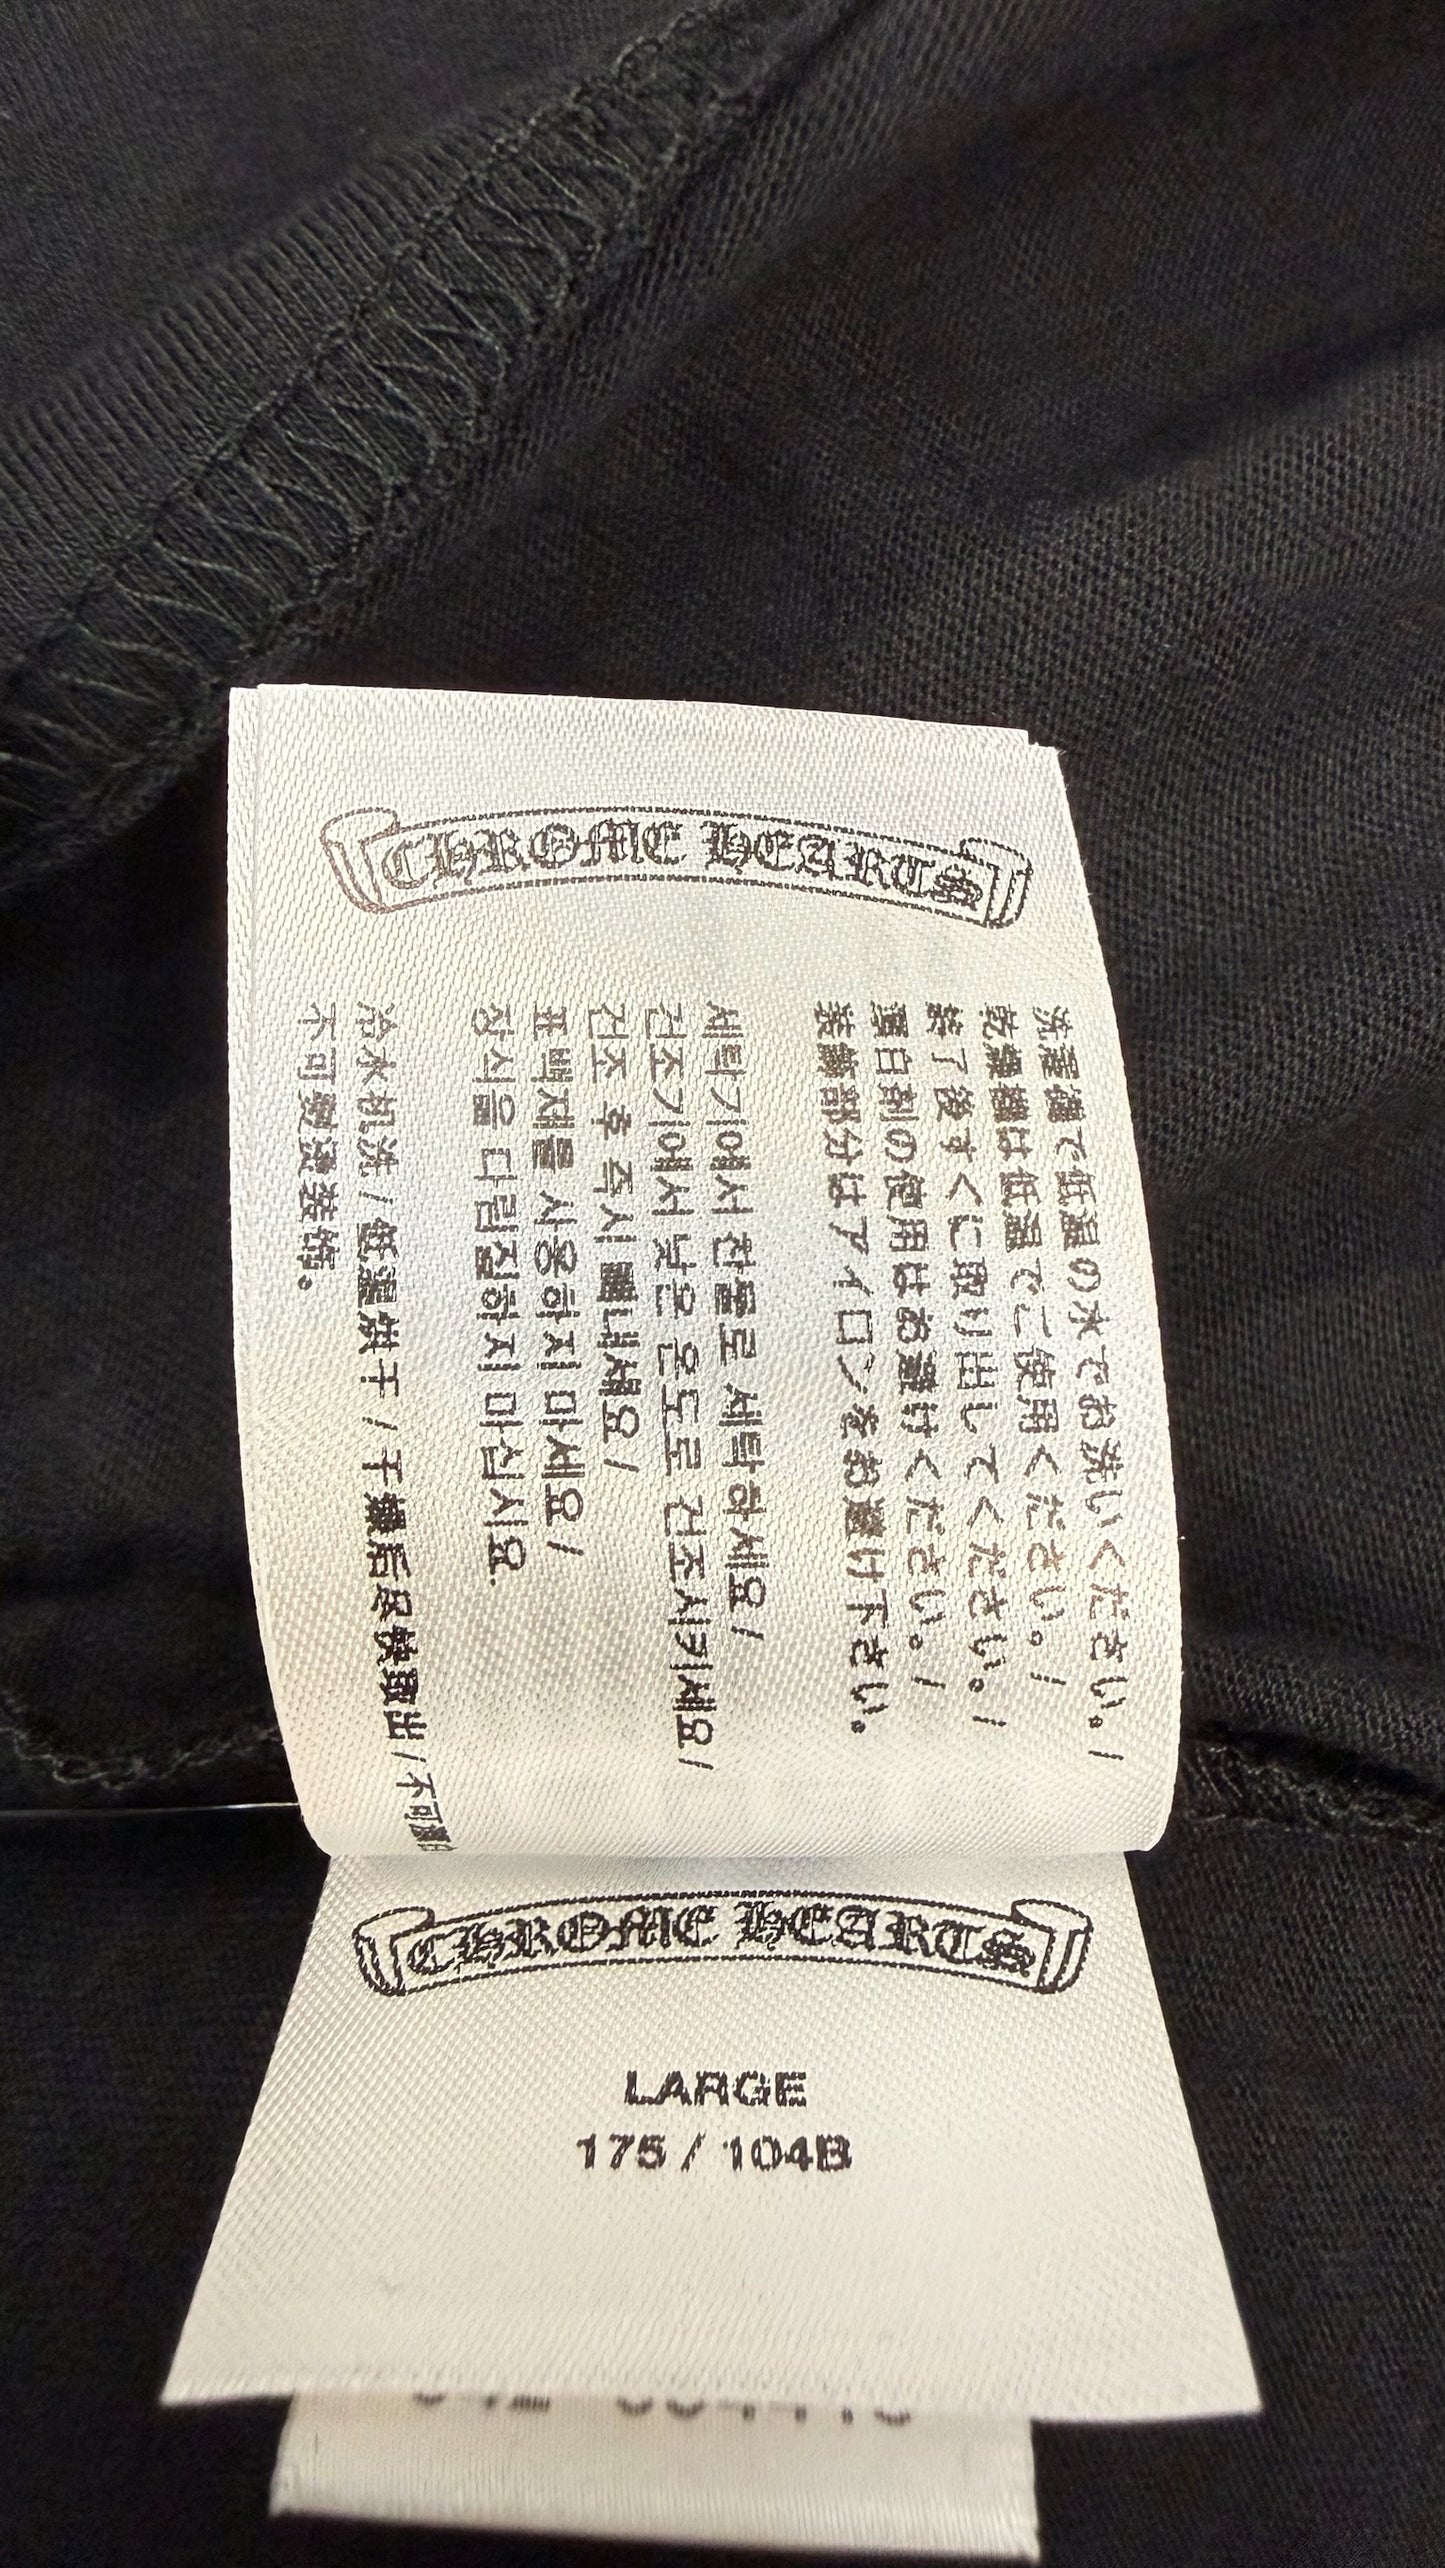 CHROME HEARTS
洗濯機で低温の水でお洗いください。/
乾燥機は低温でご使用ください。/
終了後すぐに取り出してください。/
漂白剤の使用はお避けください。/
装飾部分はアイロンをお避け下さい。
세탁기에서 찬물로 세탁하세요/
건조기에서 낮은 온도로 건조시키세요/
건조 후 즉시 빼내세요/
표백제를 사용하지 마세요/
장식을 다림질하지 마십시요.
冷水机洗/低温烘干/干燥后尽快取出/不可漂白
不可熨烫装饰。
CHROME HEARTS
LARGE
175 / 104B